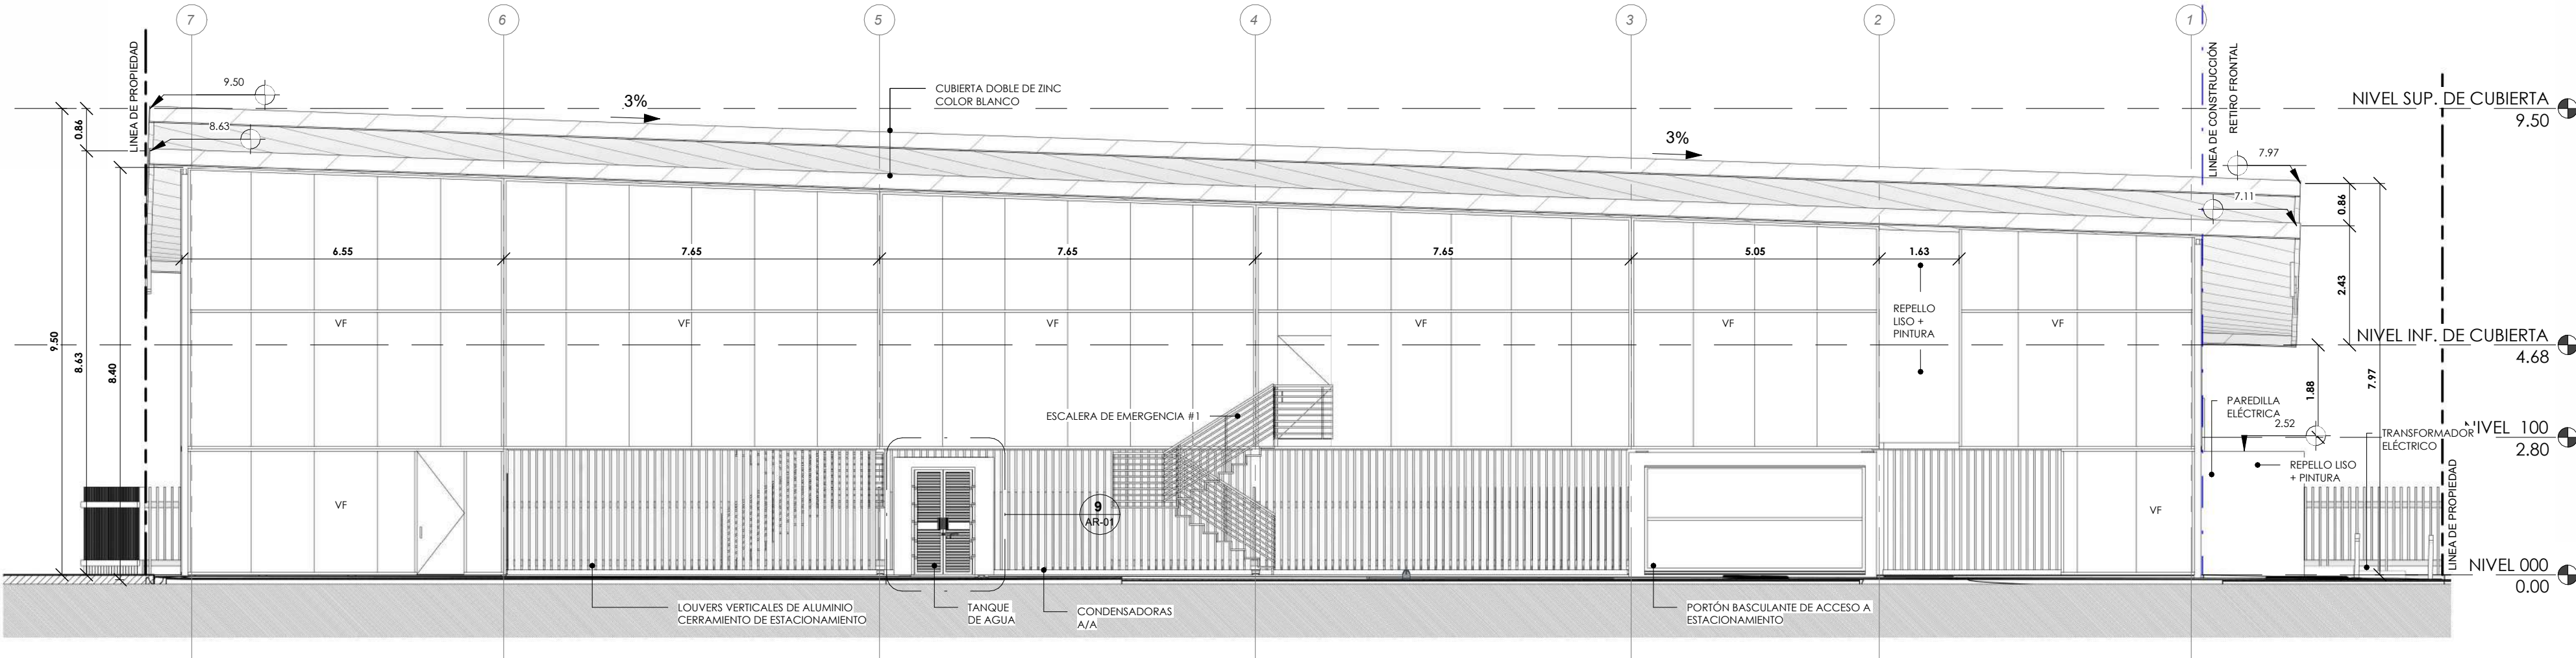 7
6
5
4
3
2
1
LINEA DE PROPIEDAD
9.50
8.63
3%
CUBIERTA DOBLE DE ZINC
COLOR BLANCO
3%
LINEA DE CONSTRUCCIÓN
RETIRO FRONTAL
7.97
7.11
NIVEL SUP. DE CUBIERTA
9.50
0.86
9.50
8.63
8.40
6.55
7.65
7.65
7.65
5.05
1.63
0.86
2.43
7.97
1.88
VF
VF
VF
VF
VF
REPELLO
LISO +
PINTURA
VF
NIVEL INF. DE CUBIERTA
4.68
ESCALERA DE EMERGENCIA #1
PAREDILLA
ELÉCTRICA
2.52
TRANSFORMADOR
ELÉCTRICO
NIVEL 100
2.80
REPELLO LISO
+ PINTURA
LINEA DE PROPIEDAD
VF
9
AR-01
VF
NIVEL 000
0.00
LOUVERS VERTICALES DE ALUMINIO
CERRAMIENTO DE ESTACIONAMIENTO
TANQUE
DE AGUA
CONDENSADORAS
A/A
PORTÓN BASCULANTE DE ACCESO A
ESTACIONAMIENTO